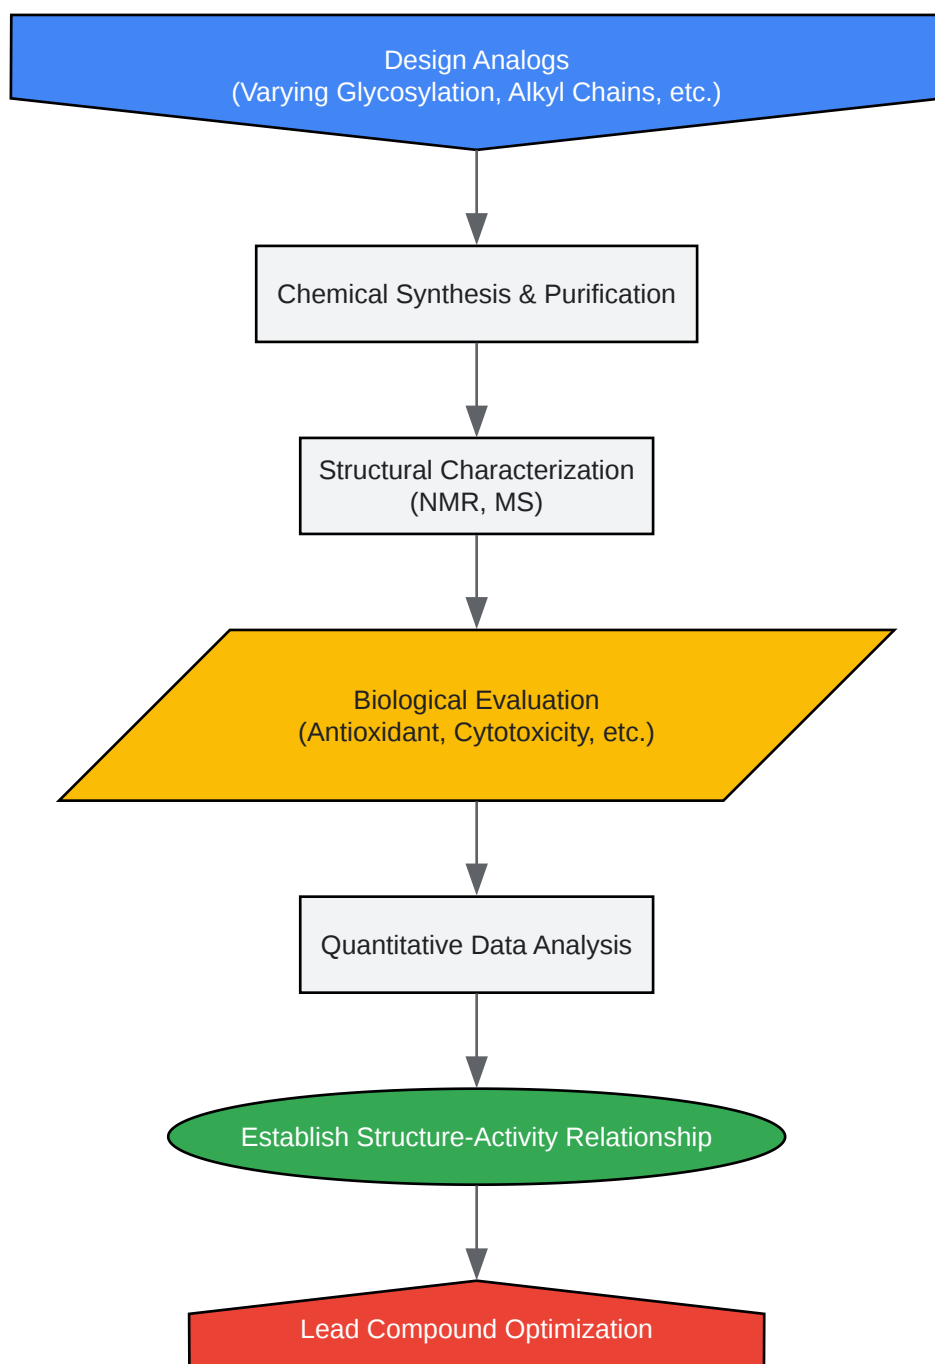 Design Analogs
(Varying Glycosylation, Alkyl Chains, etc.)
Chemical Synthesis & Purification
Structural Characterization
(NMR, MS)
Biological Evaluation
(Antioxidant, Cytotoxicity, etc.)
Quantitative Data Analysis
Establish Structure-Activity Relationship
Lead Compound Optimization